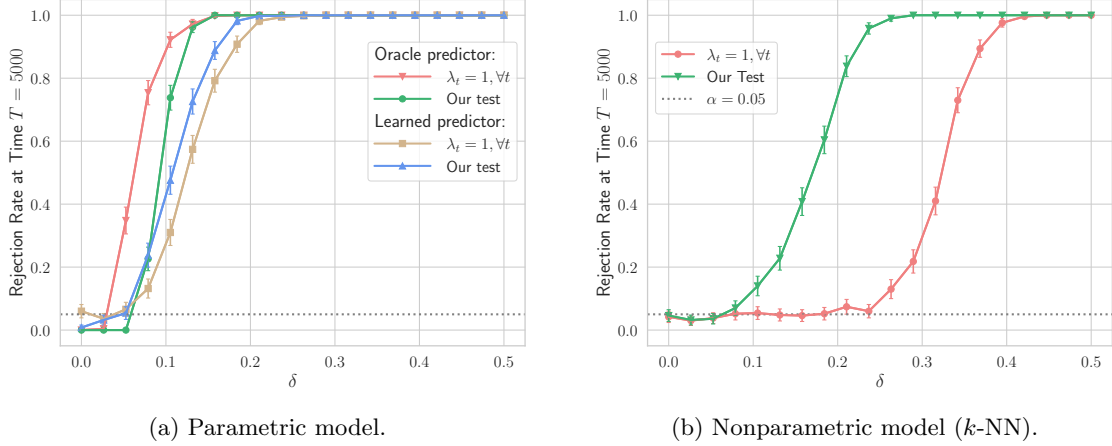 Rejection Rate at Time T = 5000
1.0
0.8
0.6
0.4
0.2
0.0
Oracle predictor:
λ_t = 1, ∀t
Our test
Learned predictor:
λ_t = 1, ∀t
Our test
0.0 0.1 0.2 0.3 0.4 0.5
δ
(a) Parametric model.
Rejection Rate at Time T = 5000
1.0
0.8
0.6
0.4
0.2
0.0
λ_t = 1, ∀t
Our Test
α = 0.05
0.0 0.1 0.2 0.3 0.4 0.5
δ
(b) Nonparametric model (k-NN).